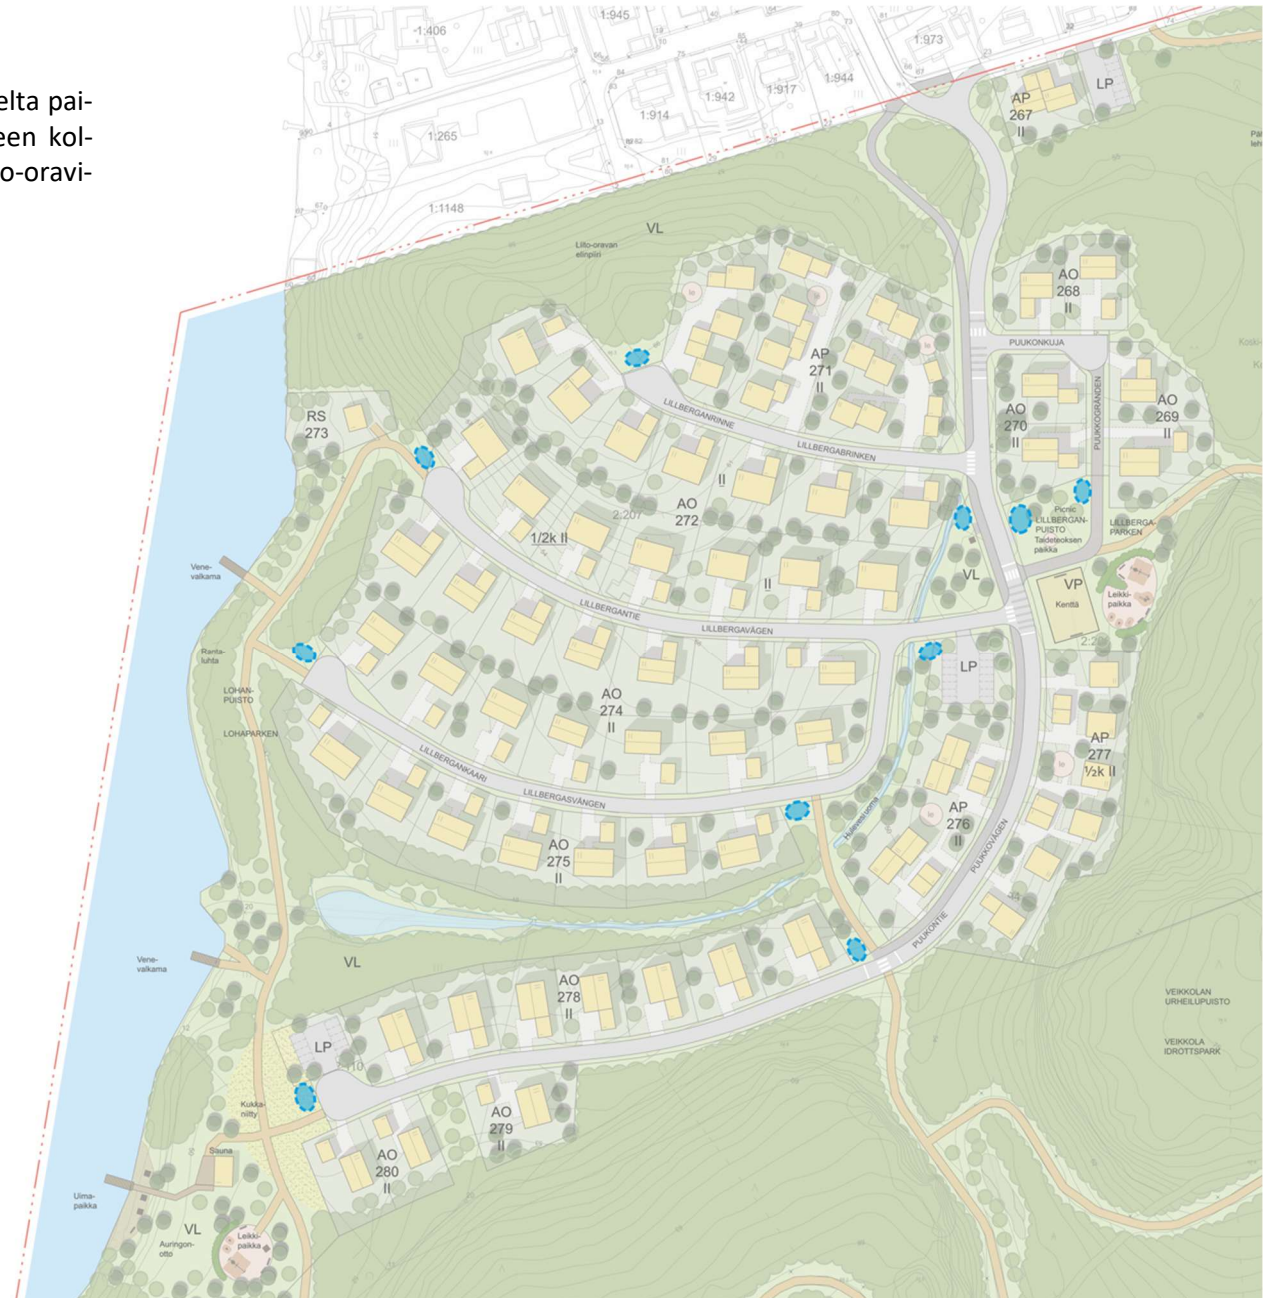 elta pai-
een kol-
o-oravi-
1:406
1:945
1:973
1:944
1:917
1:942
1:914
1:265
1:1148
AP
267
II
LP
VL
Liito-oravan
elinpiiri
AO
268
II
PUUKONKUJA
PUUKKOGRÄNDEN
AP
271
II
RS
273
LILLBERGANRINNE
LILLBERGABRINKEN
AO
270
II
AO
269
II
II
AO
272
2:207
1/2k II
II
Picnic
LILLBERGAN-
PUISTO
Taideteoksen
paikka
LILLBERGA-
PARKEN
Vene-
valkama
VL
VP
Kenttä
Leikki-
paikka
LILLBERGANTIE
LILLBERGAVÄGEN
Ranta-
luhta
LOHAN-
PUISTO
LOHAPARKEN
LP
AO
274
II
AP
277
½k II
LILLBERGANKAARI
LILLBERGASVÄNGEN
Hulevesiuoma
AP
276
II
AO
275
II
PUUKONTIE
PUUKKOVÄGEN
Vene-
valkama
VL
AO
278
II
VEIKKOLAN
URHEILUPUISTO
VEIKKOLA
IDROTTSPARK
LP
Kukka-
niitty
AO
279
II
AO
280
II
Sauna
Uima-
paikka
VL
Auringon-
otto
Leikki-
paikka